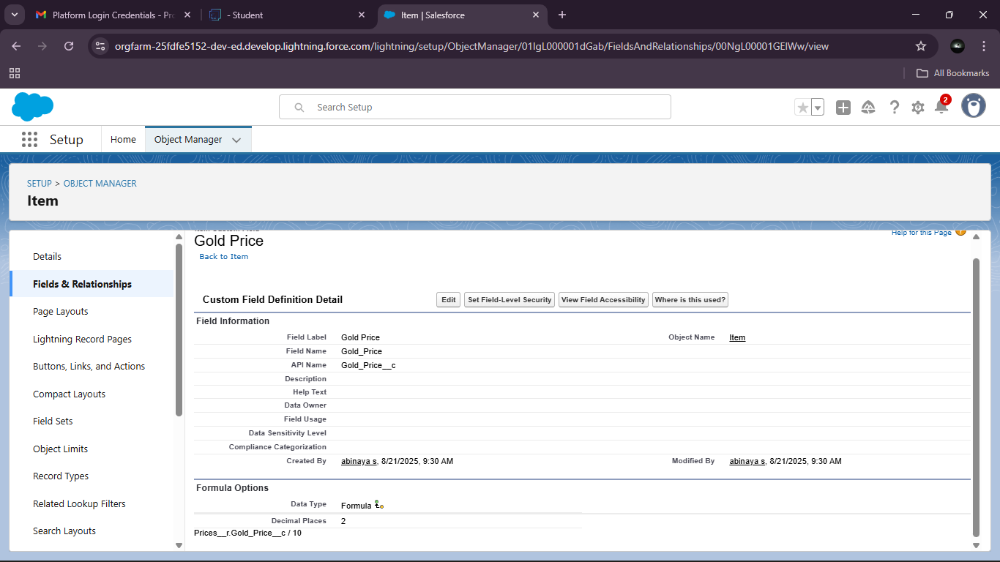 Platform Login Credentials - Pro
- Student
Item | Salesforce
orgfarm-25fdfe5152-dev-ed.develop.lightning.force.com/lightning/setup/ObjectManager/01IgL000001dGab/FieldsAndRelationships/00NgL00001GElWw/view
All Bookmarks
Search Setup
2
Setup
Home
Object Manager
SETUP > OBJECT MANAGER
Item
Details
Fields & Relationships
Page Layouts
Lightning Record Pages
Buttons, Links, and Actions
Compact Layouts
Field Sets
Object Limits
Record Types
Related Lookup Filters
Search Layouts
Item Custom Field
Gold Price
Help for this Page
Back to Item
Custom Field Definition Detail
Edit
Set Field-Level Security
View Field Accessibility
Where is this used?
Field Information
Field Label Gold Price Object Name Item
Field Name Gold_Price
API Name Gold_Price__c
Description
Help Text
Data Owner
Field Usage
Data Sensitivity Level
Compliance Categorization
Created By abinaya s, 8/21/2025, 9:30 AM Modified By abinaya s, 8/21/2025, 9:30 AM
Formula Options
Data Type Formula
Decimal Places 2
Prices__r.Gold_Price__c / 10